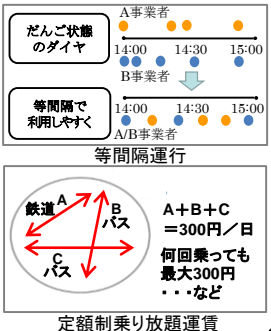 A事業者
だんご状態
のダイヤ
14:00 14:30 15:00
B事業者
等間隔で
利用しやすく
14:00 14:30 15:00
A/B事業者
等間隔運行
鉄道 A
B
バス
C
バス
A+B+C
=300円/日
何回乗っても
最大300円
・・・など
定額制乗り放題運賃